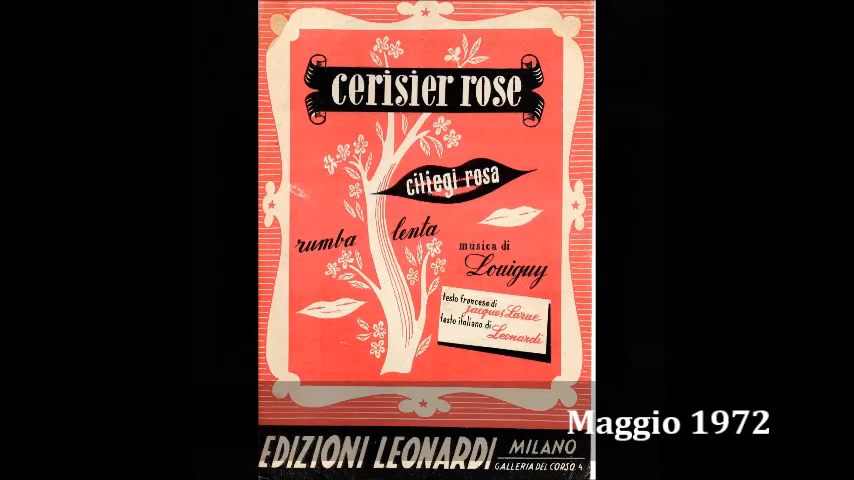 cerisier rose
ciliegi rosa
rumba lenta
musica di
Louiguy
testo francese di
Jacques Larue
testo italiano di
Leonardi
Maggio 1972
EDIZIONI LEONARDI MILANO
GALLERIA DEL CORSO. 4